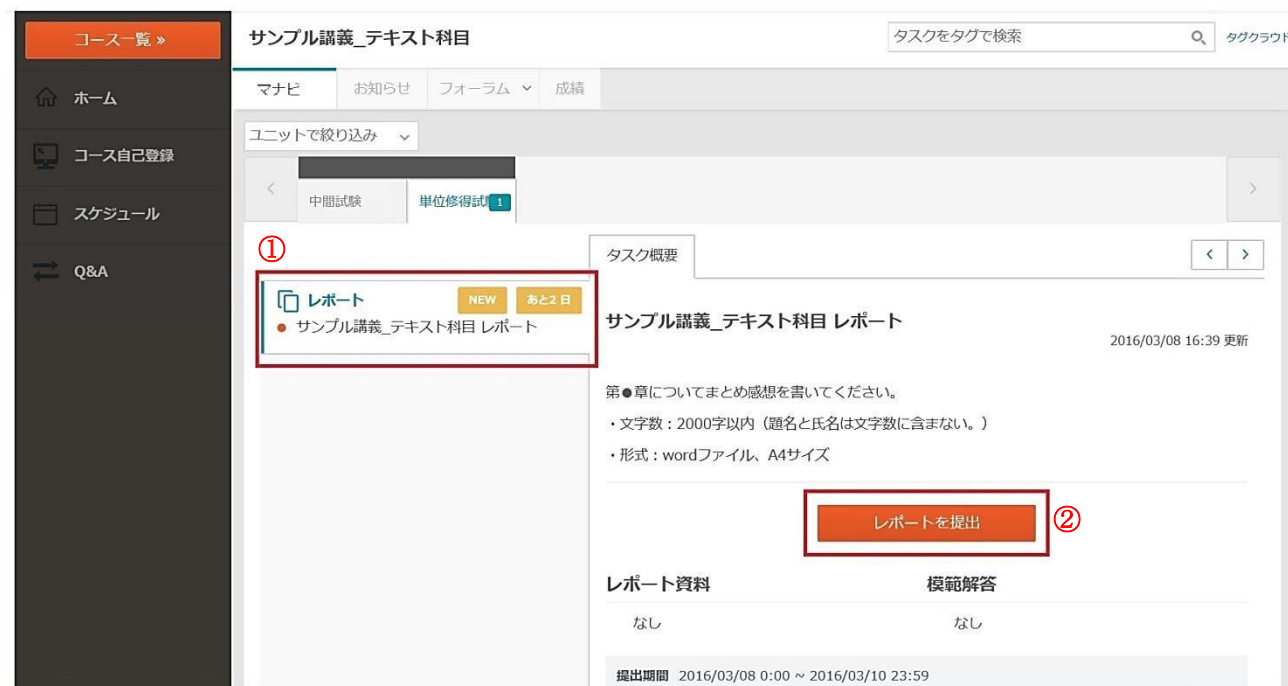 コース一覧 »
ホーム
コース自己登録
スケジュール
Q&A
サンプル講義_テキスト科目
タスクをタグで検索
タグクラウド
マナビ お知らせ フォーラム 成績
ユニットで絞り込み
中間試験 単位修得試 1
①
レポート NEW あと2 日
サンプル講義_テキスト科目 レポート
タスク概要
サンプル講義_テキスト科目 レポート
2016/03/08 16:39 更新
第●章についてまとめ感想を書いてください。
・文字数：2000字以内（題名と氏名は文字数に含まない。）
・形式：wordファイル、A4サイズ
レポートを提出 ②
レポート資料 模範解答
なし なし
提出期間 2016/03/08 0:00 ~ 2016/03/10 23:59